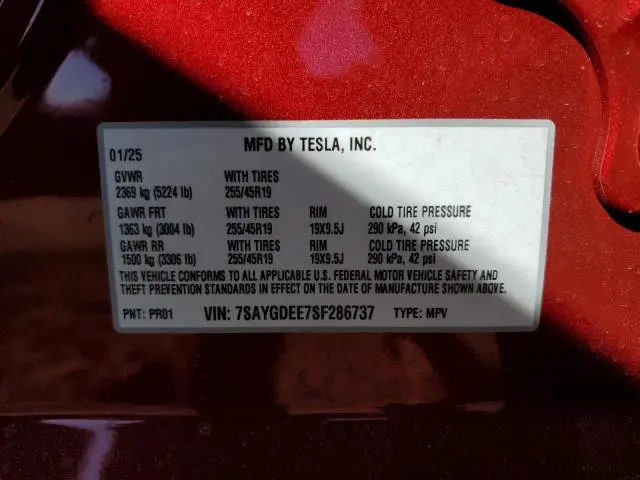 MFD BY TESLA, INC.
01/25
GVWR WITH TIRES
2369 kg (5224 lb) 255/45R19
GAWR FRT WITH TIRES RIM COLD TIRE PRESSURE
1363 kg (3004 lb) 255/45R19 19X9.5J 290 kPa, 42 psi
GAWR RR WITH TIRES RIM COLD TIRE PRESSURE
1500 kg (3306 lb) 255/45R19 19X9.5J 290 kPa, 42 psi
THIS VEHICLE CONFORMS TO ALL APPLICABLE U.S. FEDERAL MOTOR VEHICLE SAFETY AND
THEFT PREVENTION STANDARDS IN EFFECT ON THE DATE OF MANUFACTURE SHOWN ABOVE.
PNT: PR01 VIN: 7SAYGDEE7SF286737 TYPE: MPV